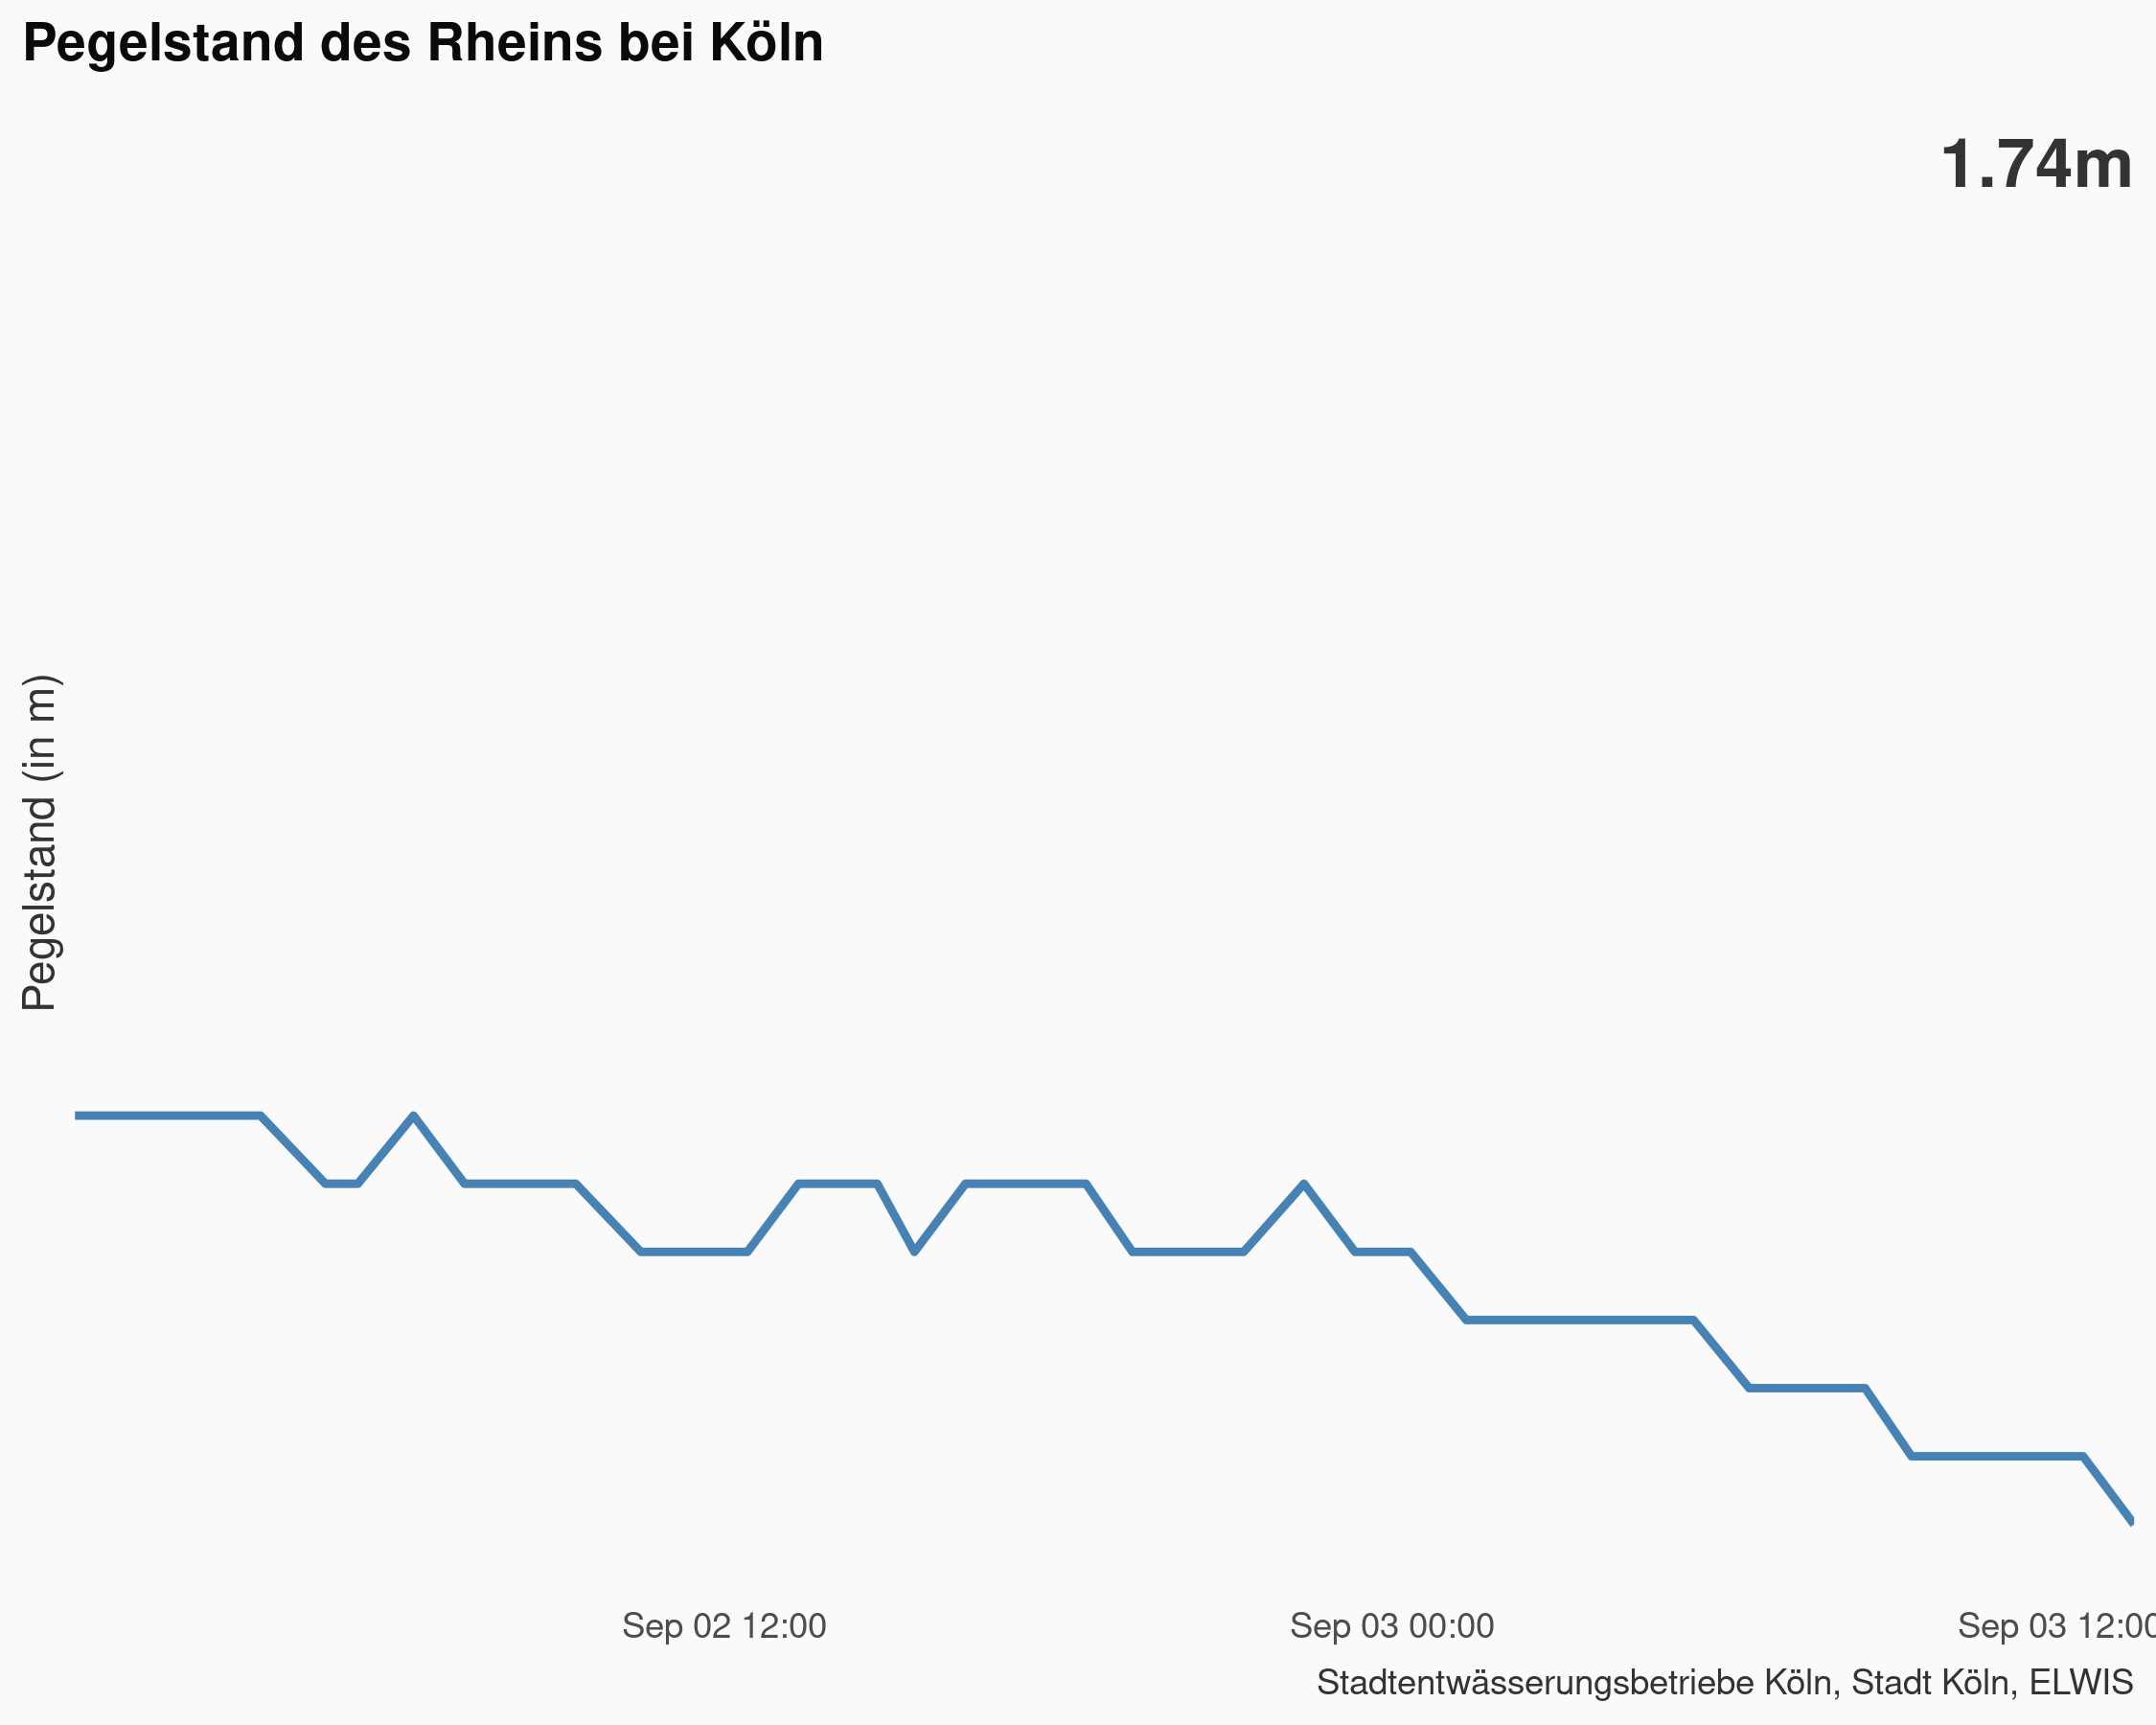 Pegelstand des Rheins bei Köln
1.74m
Pegelstand (in m)
Sep 02 12:00
Sep 03 00:00
Sep 03 12:00
Stadtentwässerungsbetriebe Köln, Stadt Köln, ELWIS